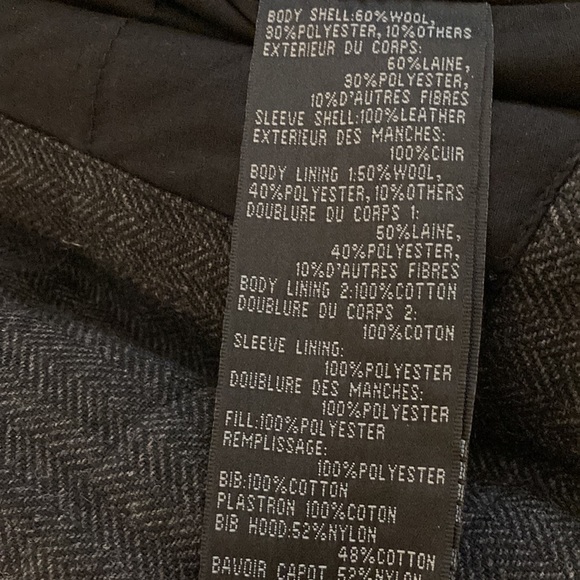 BODY SHELL:60%WOOL,
30%POLYESTER, 10%OTHERS
EXTERIEUR DU CORPS:
60%LAINE,
30%POLYESTER,
10%D'AUTRES FIBRES
SLEEVE SHELL:100%LEATHER
EXTERIEUR DES MANCHES:
100%CUIR
BODY LINING 1:50%WOOL,
40%POLYESTER, 10%OTHERS
DOUBLURE DU CORPS 1:
50%LAINE,
40%POLYESTER,
10%D'AUTRES FIBRES
BODY LINING 2:100%COTTON
DOUBLURE DU CORPS 2:
100%COTON
SLEEVE LINING:
100%POLYESTER
DOUBLURE DES MANCHES:
100%POLYESTER
FILL:100%POLYESTER
REMPLISSAGE:
100%POLYESTER
BIB:100%COTTON
PLASTRON 100%COTON
BIB HOOD:52%NYLON
48%COTTON
BAVOIR CAPOT 52%NYLON